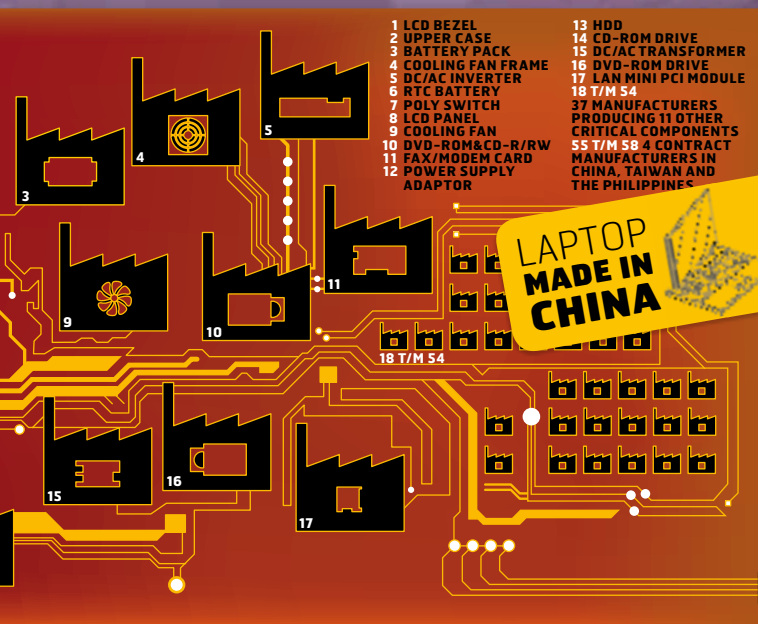 1 LCD BEZEL
2 UPPER CASE
3 BATTERY PACK
4 COOLING FAN FRAME
5 DC/AC INVERTER
6 RTC BATTERY
7 POLY SWITCH
8 LCD PANEL
9 COOLING FAN
10 DVD-ROM&CD-R/RW
11 FAX/MODEM CARD
12 POWER SUPPLY
ADAPTOR
13 HDD
14 CD-ROM DRIVE
15 DC/AC TRANSFORMER
16 DVD-ROM DRIVE
17 LAN MINI PCI MODULE
18 T/M 54
37 MANUFACTURERS
PRODUCING 11 OTHER
CRITICAL COMPONENTS
55 T/M 58 4 CONTRACT
MANUFACTURERS IN
CHINA, TAIWAN AND
THE PHILIPPINES
LAPTOP
MADE IN
CHINA
3
4
5
9
10
11
18 T/M 54
15
16
17